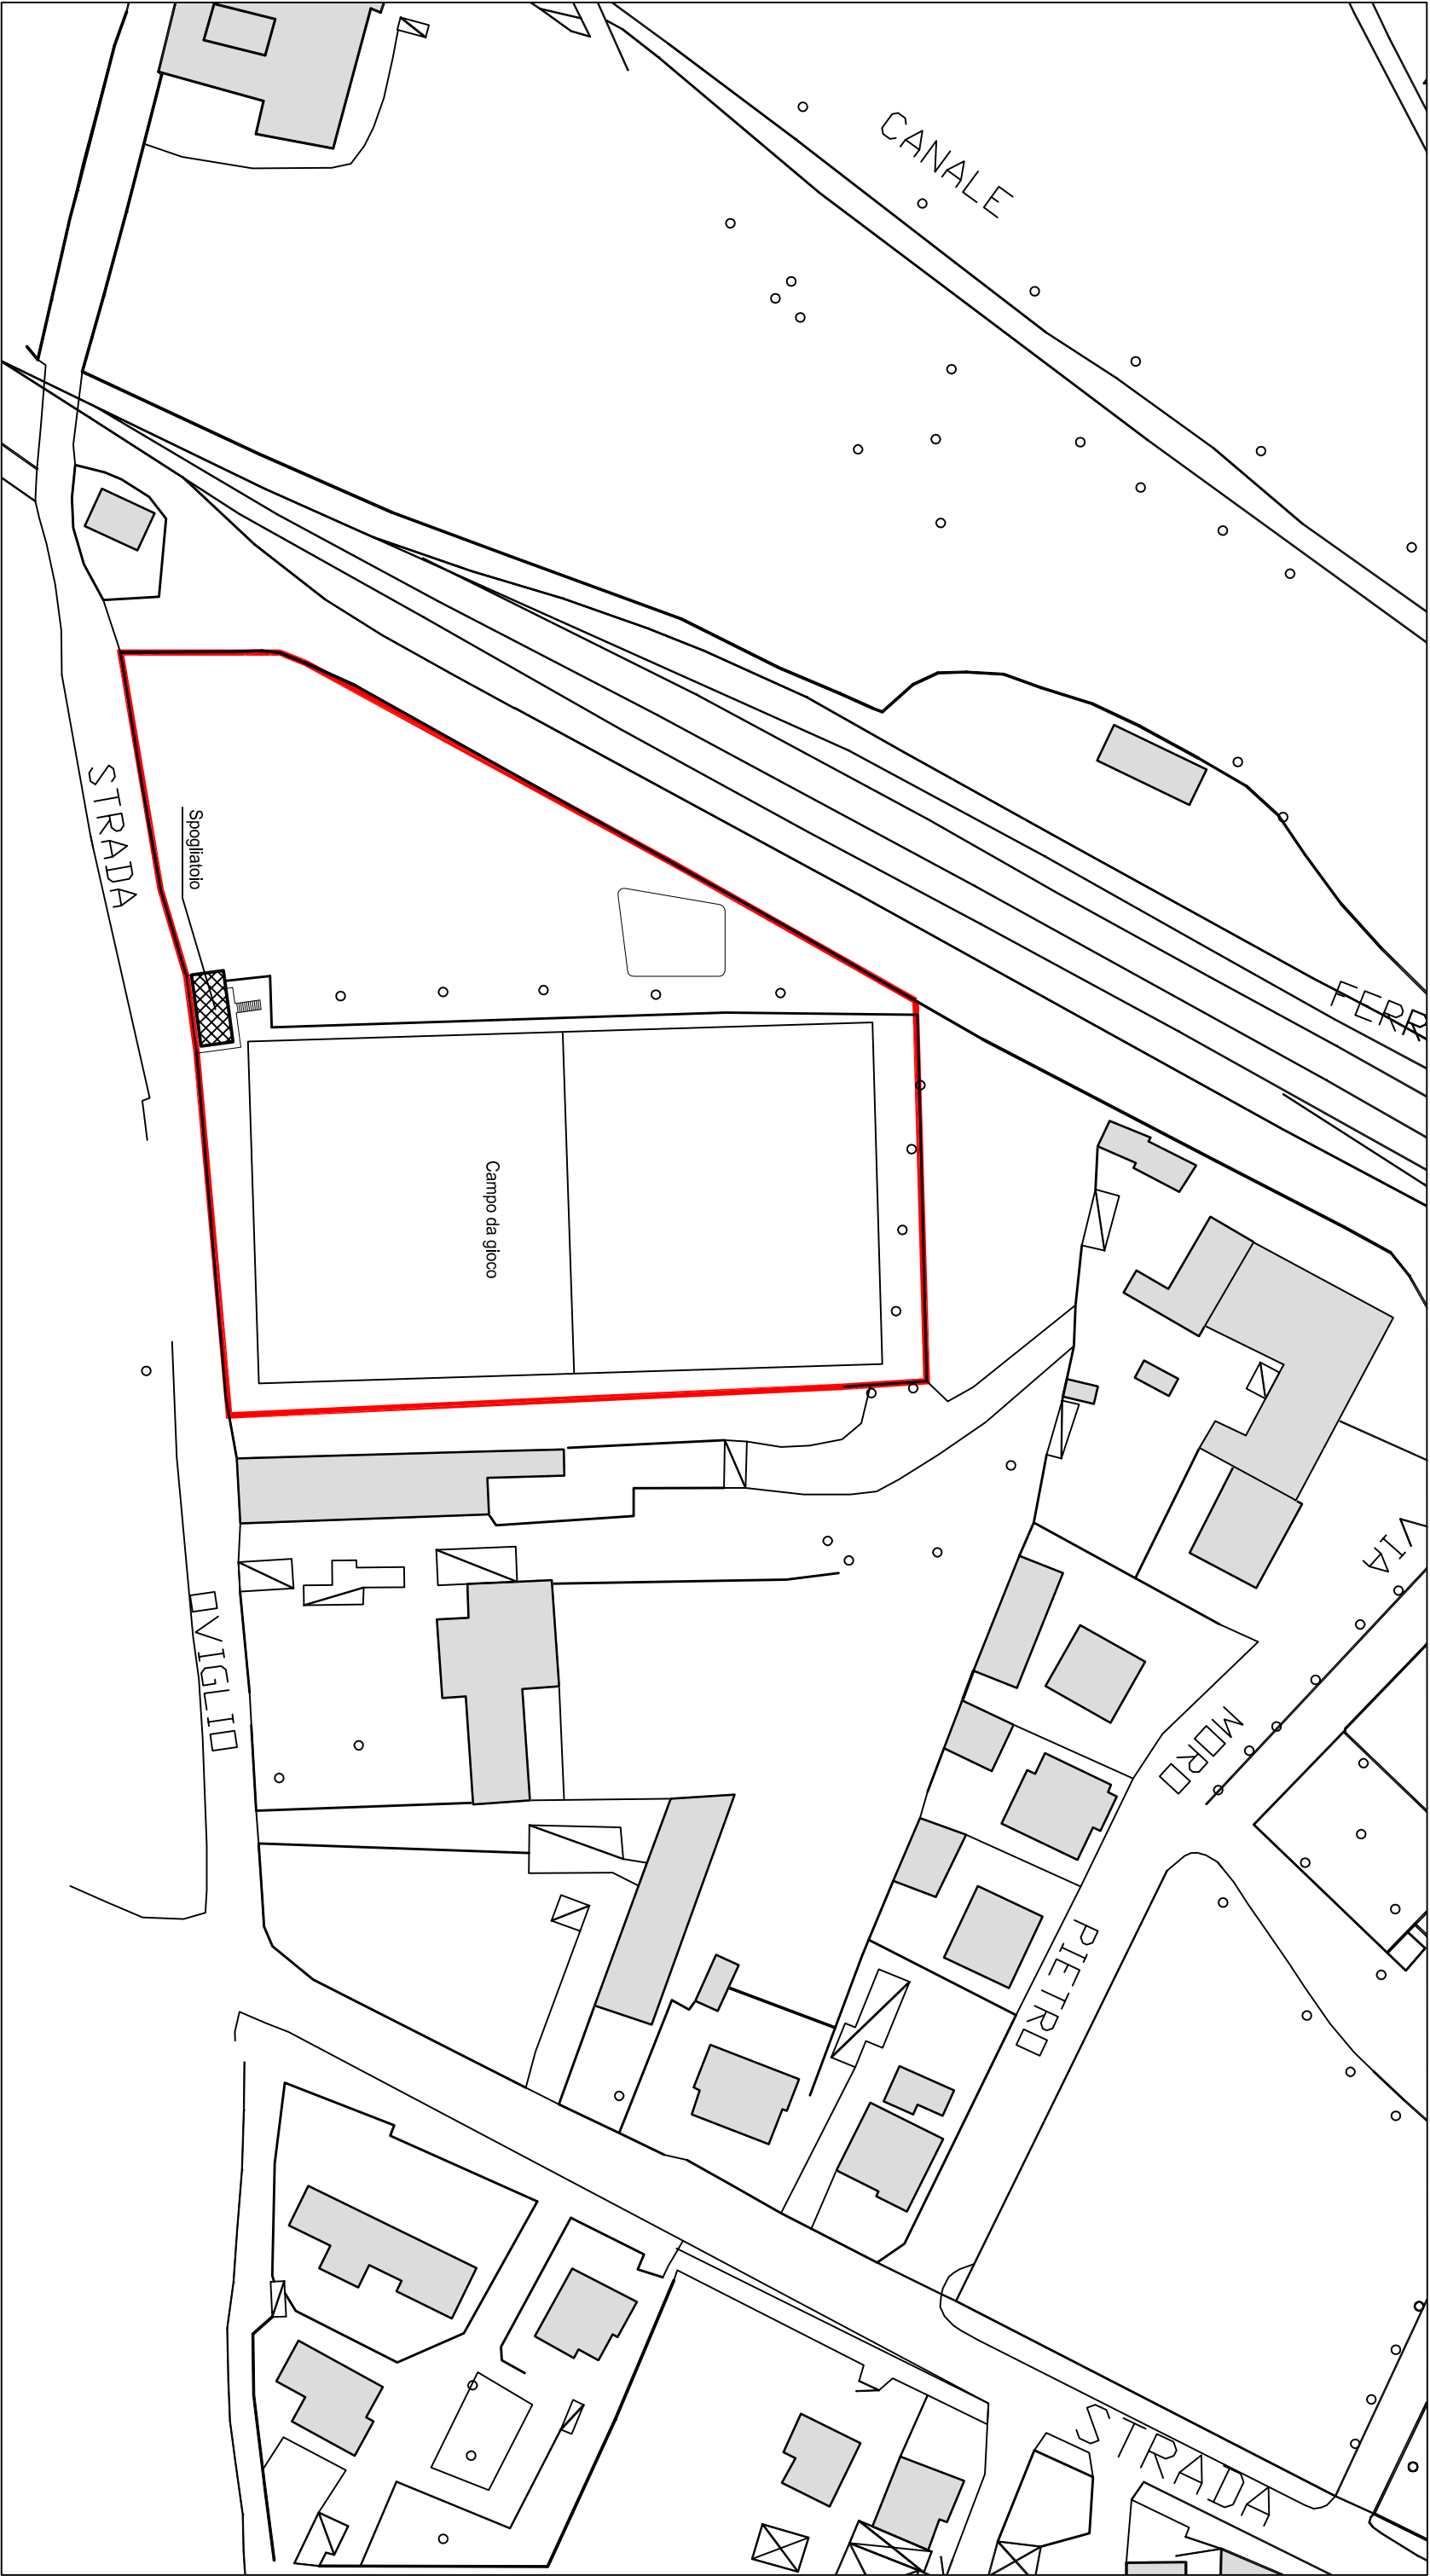 CANALE
STRADA
Spogliatoio
FERR
Campo da gioco
VIA
OVIGLIO
MORO
PIETRO
STRADA